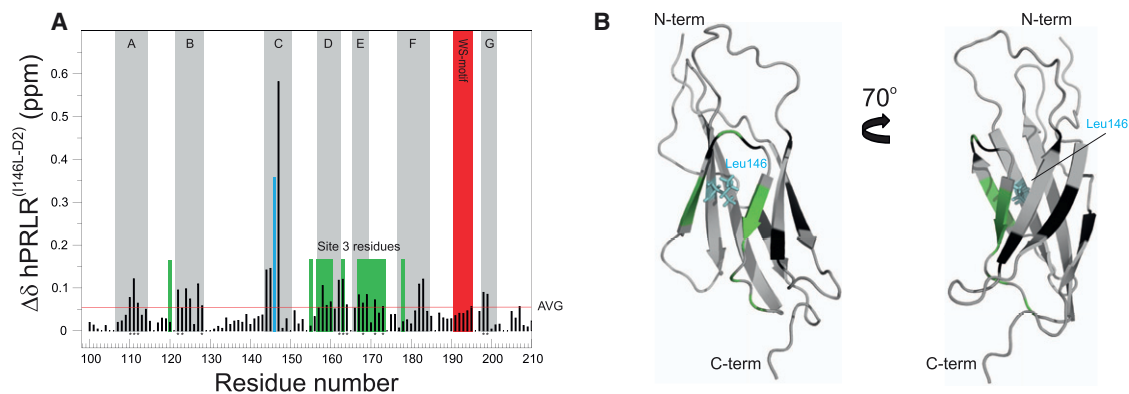 A
B
Δδ hPRLR(I146L-D2) (ppm)
0.6
0.5
0.4
0.3
0.2
0.1
0
A
B
C
D
E
F
WS-motif
G
Site 3 residues
AVG
100
110
120
130
140
150
160
170
180
190
200
210
Residue number
N-term
Leu146
C-term
70°
N-term
Leu146
C-term